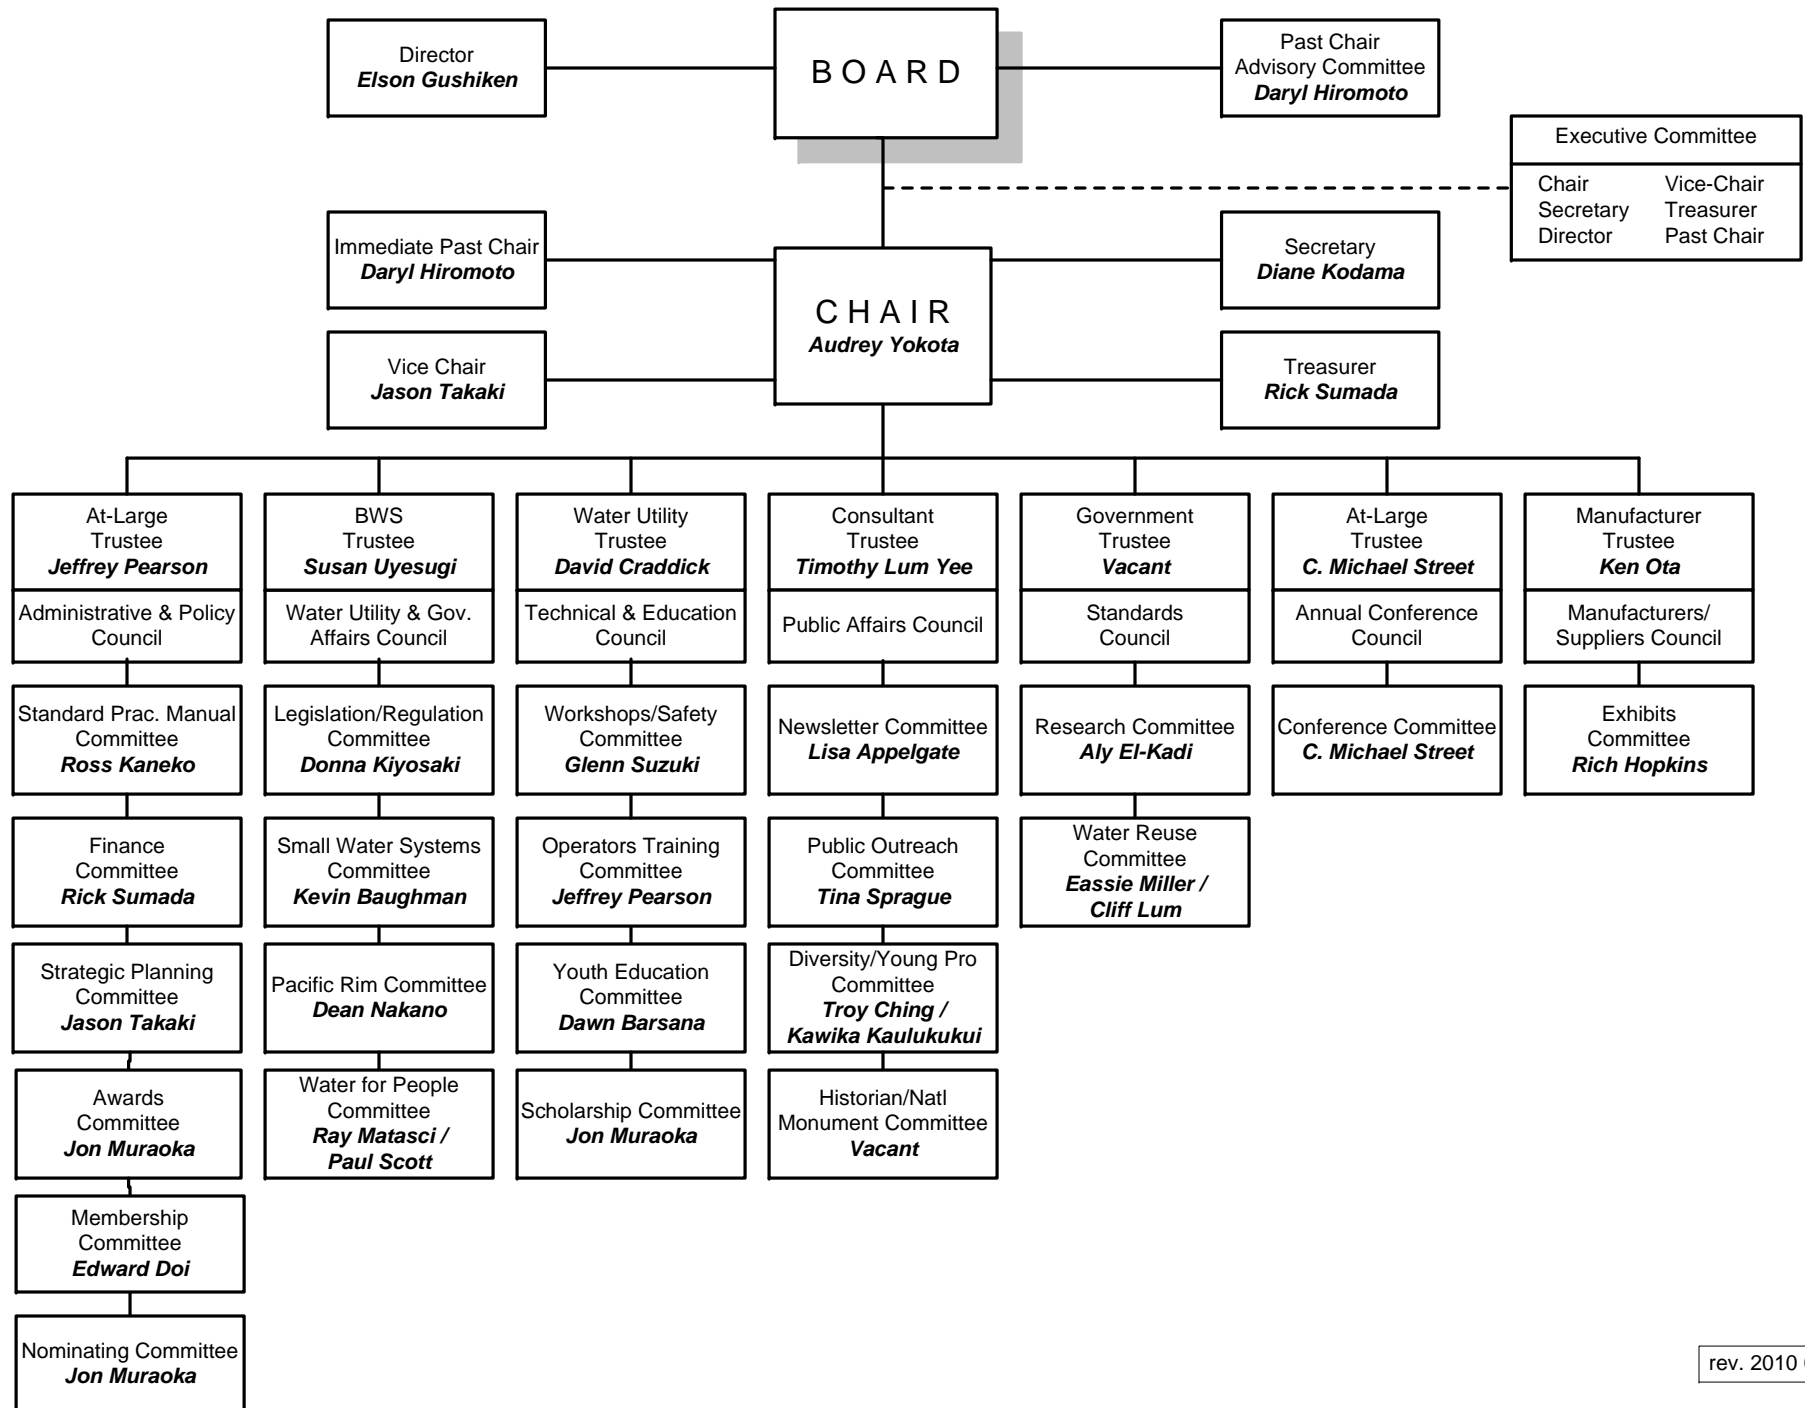 Director
Elson Gushiken
B O A R D
Past Chair
Advisory Committee
Daryl Hiromoto
Executive Committee
Chair Vice-Chair
Secretary Treasurer
Director Past Chair
Immediate Past Chair
Daryl Hiromoto
Secretary
Diane Kodama
C H A I R
Audrey Yokota
Vice Chair
Jason Takaki
Treasurer
Rick Sumada
At-Large
Trustee
Jeffrey Pearson
Administrative & Policy
Council
Standard Prac. Manual
Committee
Ross Kaneko
Finance
Committee
Rick Sumada
Strategic Planning
Committee
Jason Takaki
Awards
Committee
Jon Muraoka
Membership
Committee
Edward Doi
Nominating Committee
Jon Muraoka
BWS
Trustee
Susan Uyesugi
Water Utility & Gov.
Affairs Council
Legislation/Regulation
Committee
Donna Kiyosaki
Small Water Systems
Committee
Kevin Baughman
Pacific Rim Committee
Dean Nakano
Water for People
Committee
Ray Matasci /
Paul Scott
Water Utility
Trustee
David Craddick
Technical & Education
Council
Workshops/Safety
Committee
Glenn Suzuki
Operators Training
Committee
Jeffrey Pearson
Youth Education
Committee
Dawn Barsana
Scholarship Committee
Jon Muraoka
Consultant
Trustee
Timothy Lum Yee
Public Affairs Council
Newsletter Committee
Lisa Appelgate
Public Outreach
Committee
Tina Sprague
Diversity/Young Pro
Committee
Troy Ching /
Kawika Kaulukukui
Historian/Natl
Monument Committee
Vacant
Government
Trustee
Vacant
Standards
Council
Research Committee
Aly El-Kadi
Water Reuse
Committee
Eassie Miller /
Cliff Lum
At-Large
Trustee
C. Michael Street
Annual Conference
Council
Conference Committee
C. Michael Street
Manufacturer
Trustee
Ken Ota
Manufacturers/
Suppliers Council
Exhibits
Committee
Rich Hopkins
rev. 2010